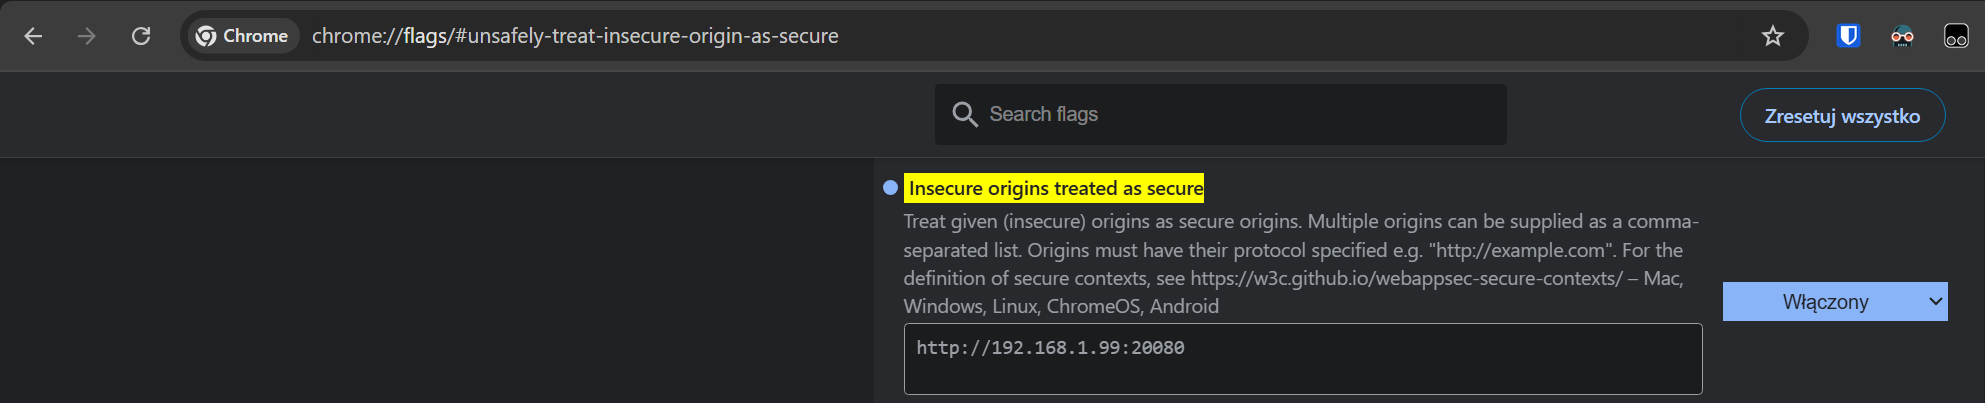 Chrome chrome://flags/#unsafely-treat-insecure-origin-as-secure
Search flags
Zresetuj wszystko
Insecure origins treated as secure
Treat given (insecure) origins as secure origins. Multiple origins can be supplied as a comma-
separated list. Origins must have their protocol specified e.g. "http://example.com". For the
definition of secure contexts, see https://w3c.github.io/webappsec-secure-contexts/ – Mac,
Windows, Linux, ChromeOS, Android
Włączony
http://192.168.1.99:20080